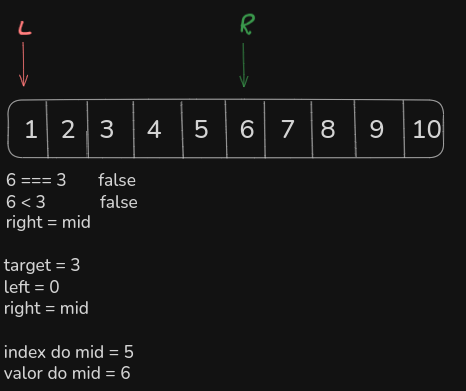 L R
1 2 3 4 5 6 7 8 9 10
6 === 3 false
6 < 3 false
right = mid
target = 3
left = 0
right = mid
index do mid = 5
valor do mid = 6